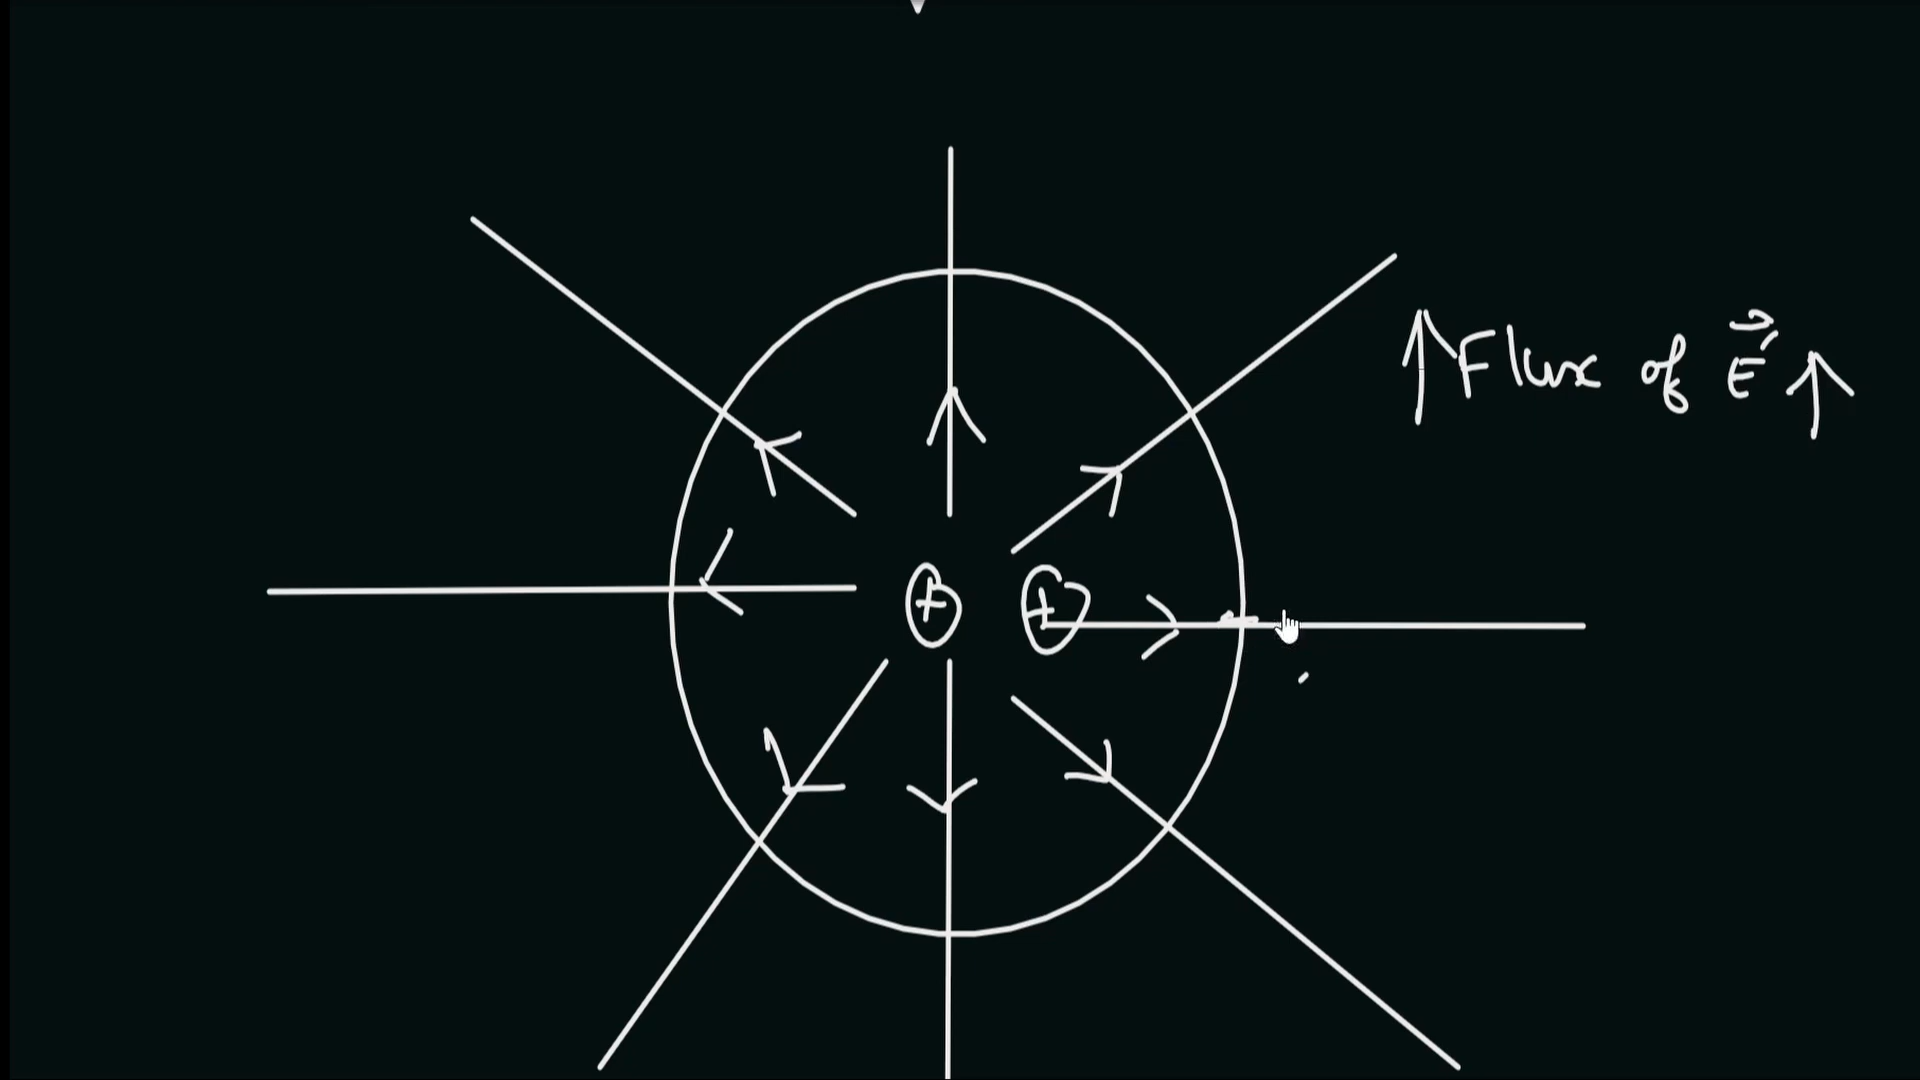 ↑Flux of E⃗ ↑
+ +